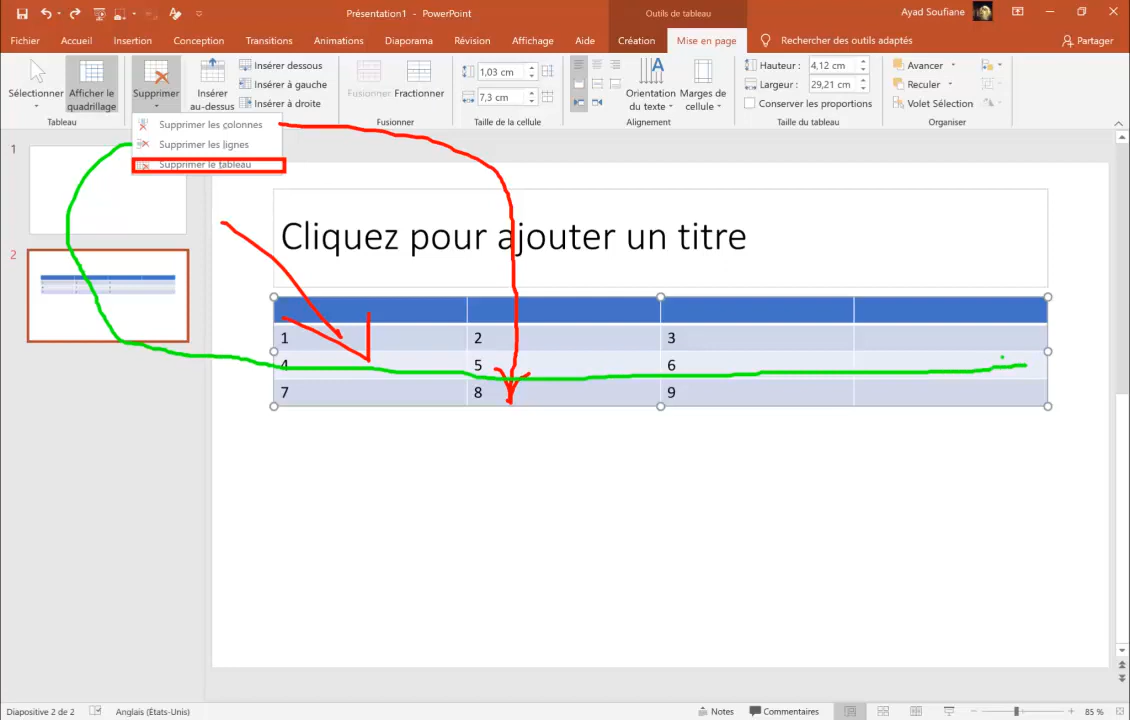 Présentation1 - PowerPoint
Outils de tableau
Ayad Soufiane
Fichier Accueil Insertion Conception Transitions Animations Diaporama Révision Affichage Aide Création Mise en page Rechercher des outils adaptés Partager
Sélectionner
Afficher le
quadrillage
Tableau
Supprimer
Insérer
au-dessus
Insérer dessous
Insérer à gauche
Insérer à droite
Supprimer les colonnes
Supprimer les lignes
Supprimer le tableau
Fusionner Fractionner
Fusionner
1,03 cm
7,3 cm
Taille de la cellule
Orientation
du texte
Marges de
cellule
Alignement
Hauteur : 4,12 cm
Largeur : 29,21 cm
Conserver les proportions
Taille du tableau
Avancer
Reculer
Volet Sélection
Organiser
1
2
Cliquez pour ajouter un titre
1 2 3
4 5 6
7 8 9
Diapositive 2 de 2 Anglais (États-Unis) Notes Commentaires 85 %